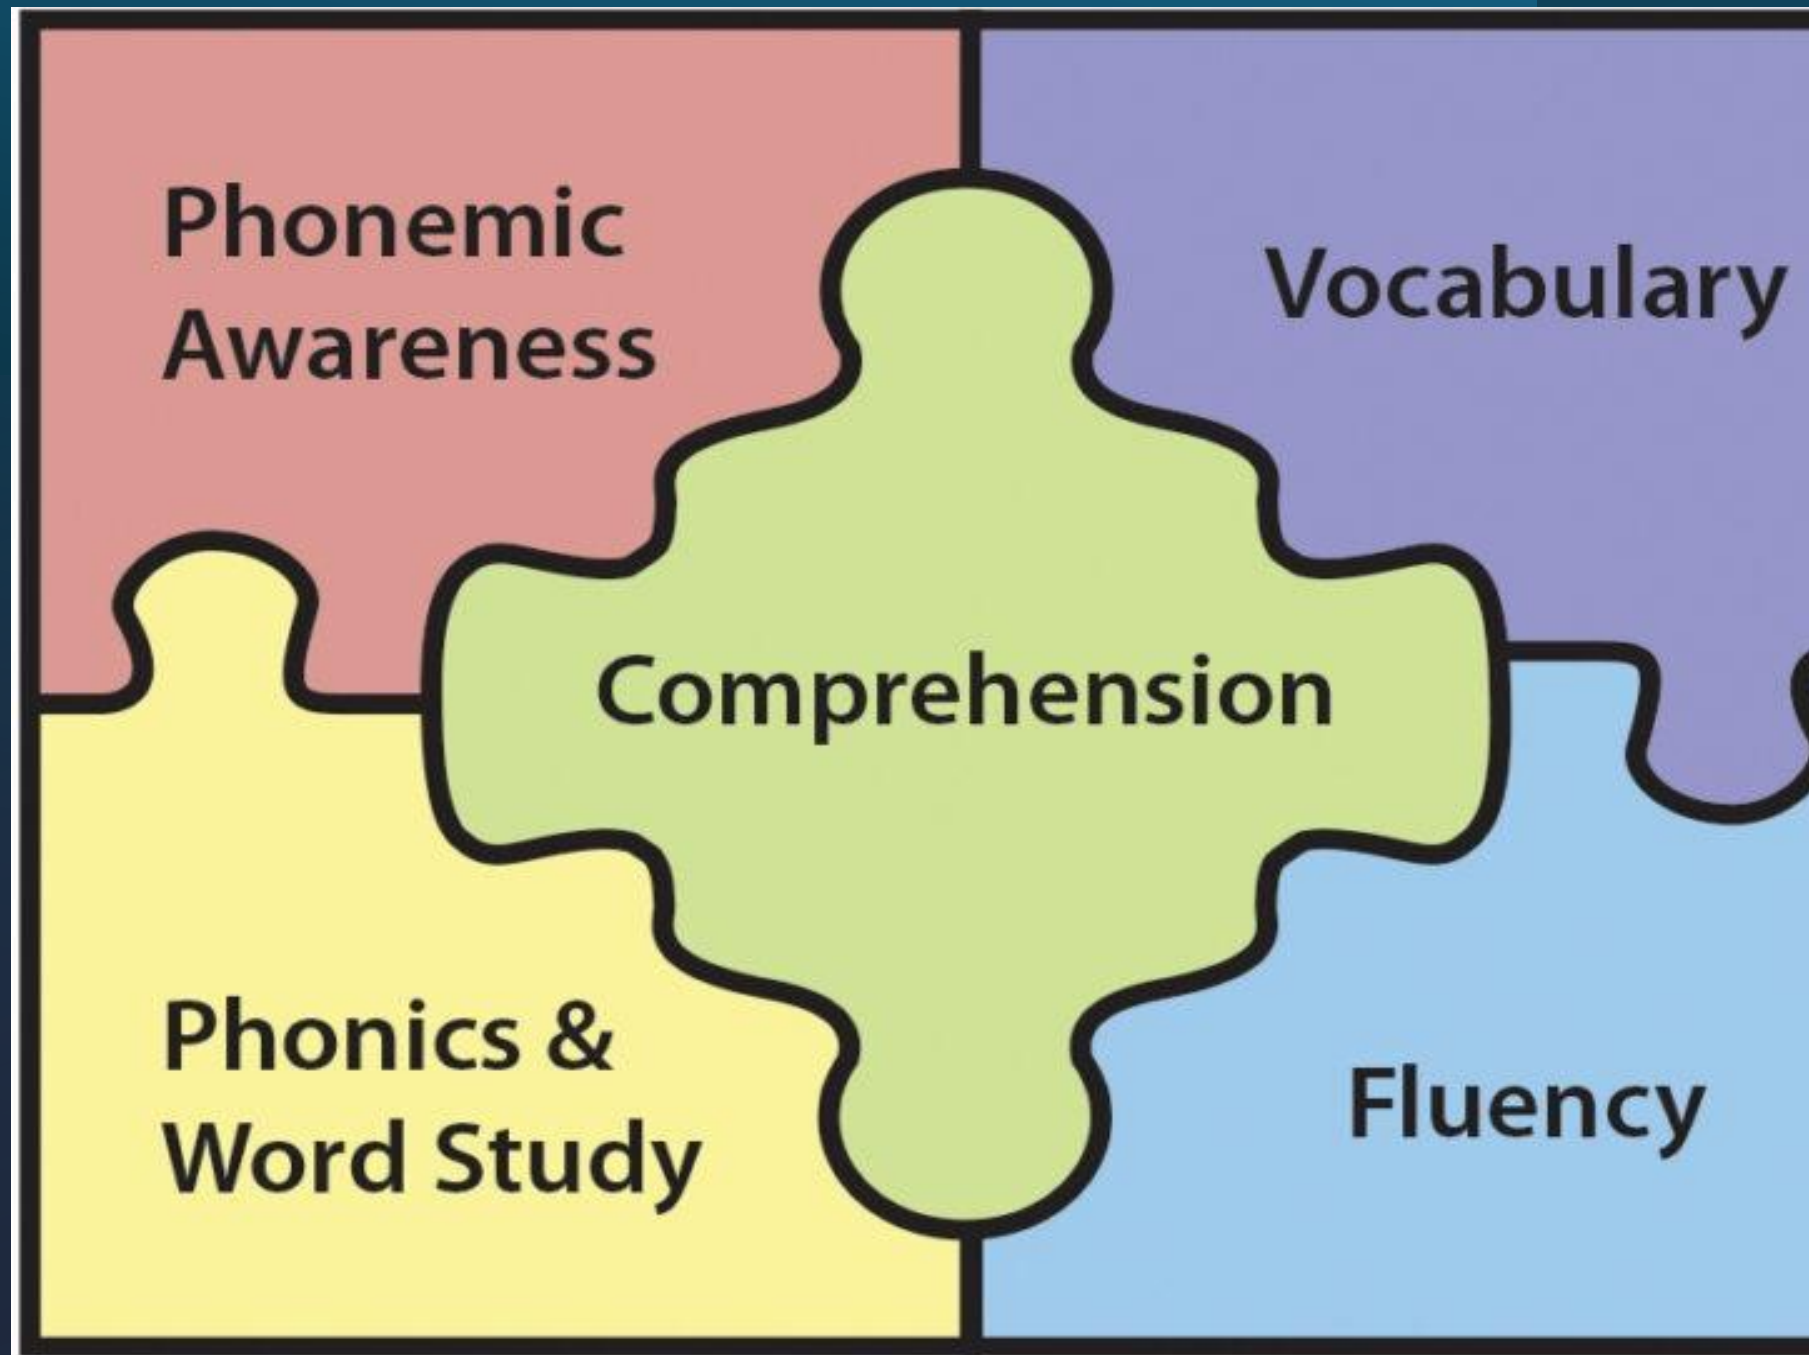 Phonemic
Awareness
Vocabulary
Comprehension
Phonics &
Word Study
Fluency